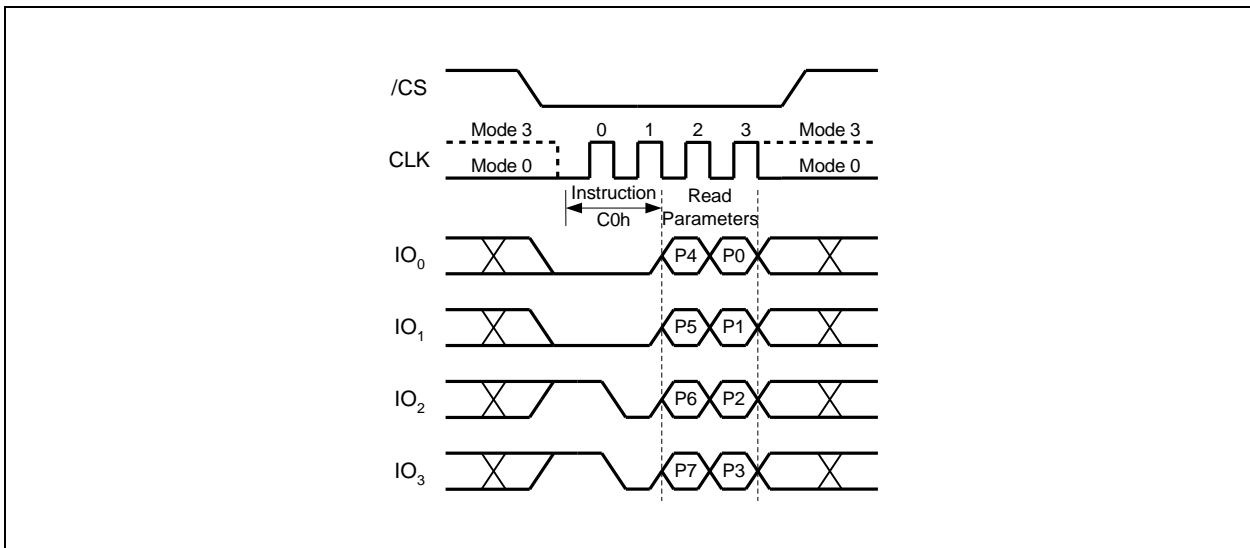 /CS
Mode 3 0 1 2 3 Mode 3
CLK
Mode 0 Mode 0
Instruction Read
C0h Parameters
IO0 P4 P0
IO1 P5 P1
IO2 P6 P2
IO3 P7 P3